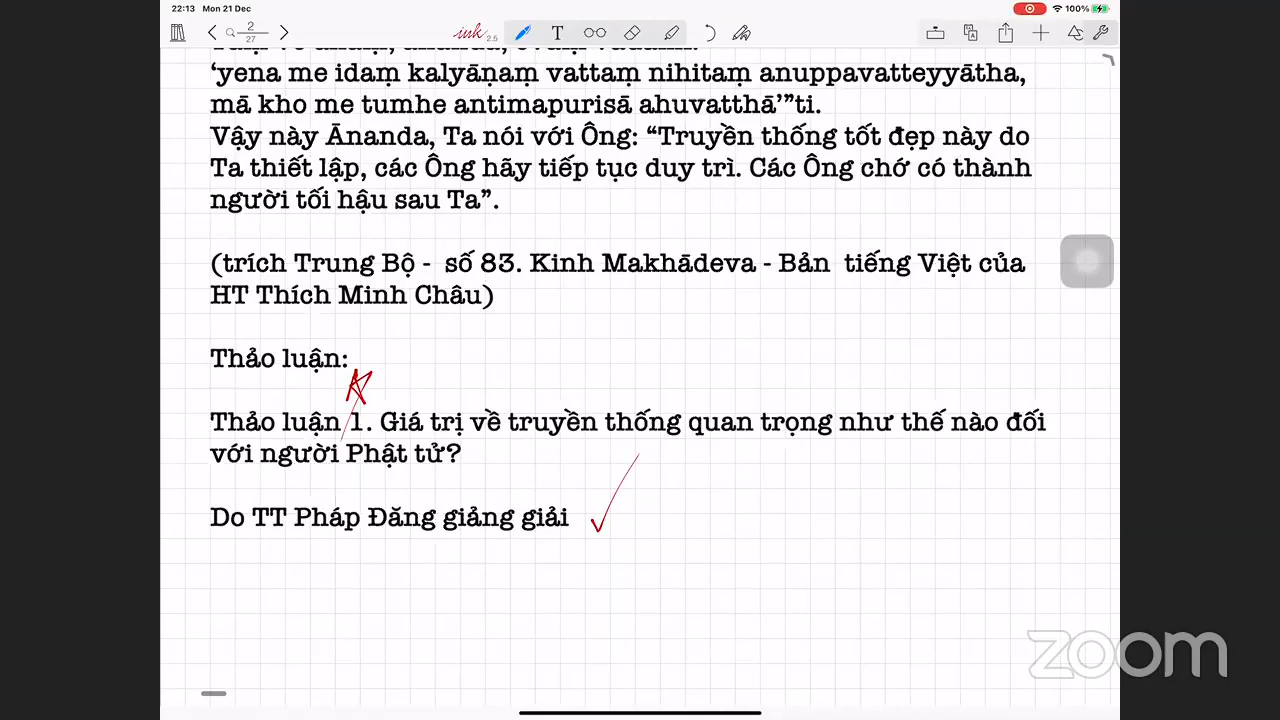 22:13 Mon 21 Dec
100%
2
27
ink 2.5
T
‘yena me idaṃ kalyāṇaṃ vattaṃ nihitaṃ anuppavatteyyātha,
mā kho me tumhe antimapurisā ahuvatthā’”ti.
Vậy này Ānanda, Ta nói với Ông: “Truyền thống tốt đẹp này do
Ta thiết lập, các Ông hãy tiếp tục duy trì. Các Ông chớ có thành
người tối hậu sau Ta”.
(trích Trung Bộ - số 83. Kinh Makhādeva - Bản tiếng Việt của
HT Thích Minh Châu)
Thảo luận:
Thảo luận 1. Giá trị về truyền thống quan trọng như thế nào đối
với người Phật tử?
Do TT Pháp Đăng giảng giải
zoom